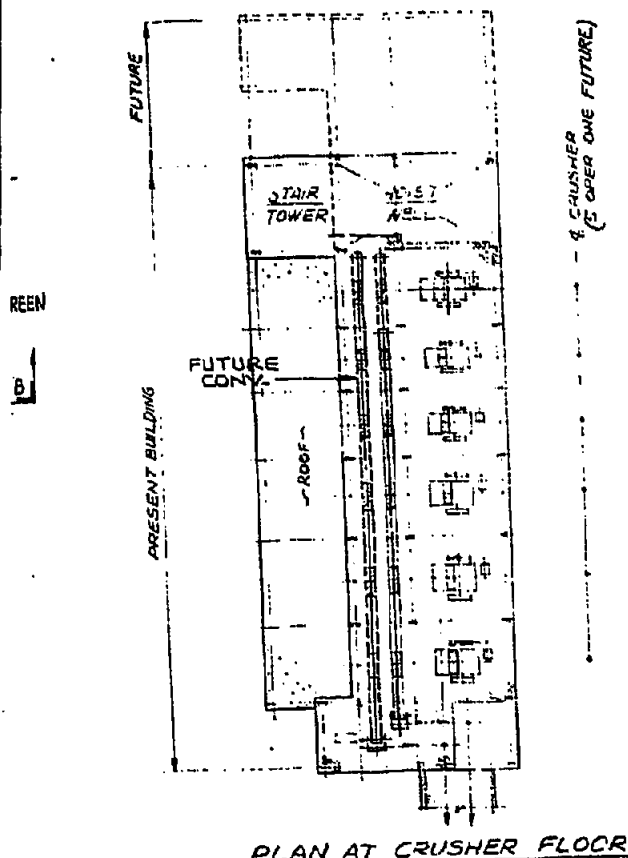 FUTURE
STAIR
TOWER
℄ CRUSHER
(5 OPER ONE FUTURE)
REEN
B
FUTURE
CONV.
ROOF
PRESENT BUILDING
PLAN AT CRUSHER FLOOR